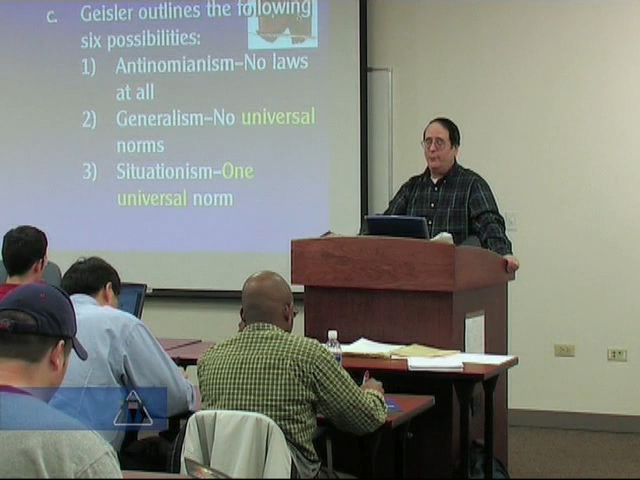 c. Geisler outlines the following
six possibilities:
1) Antinomianism–No laws
at all
2) Generalism–No universal
norms
3) Situationism–One
universal norm